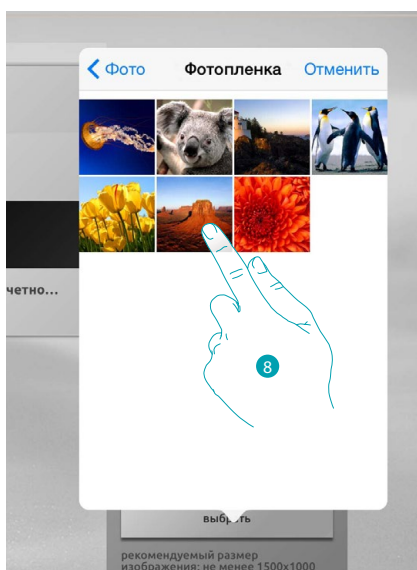 Фото Фотопленка Отменить
четно...
8
выбрать
рекомендуемый размер
изображения: не менее 1500x1000